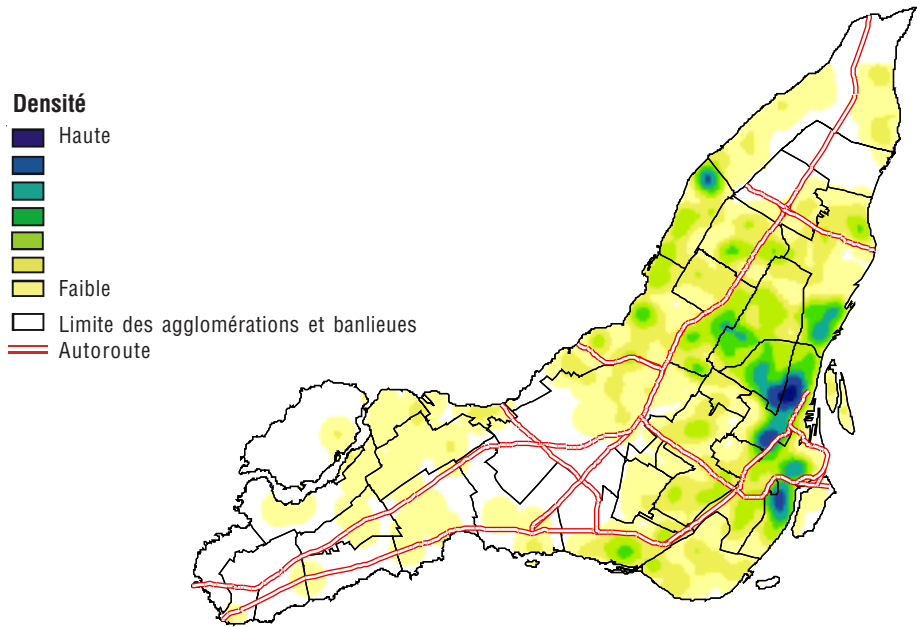 Densité
Haute
Faible
Limite des agglomérations et banlieues
Autoroute